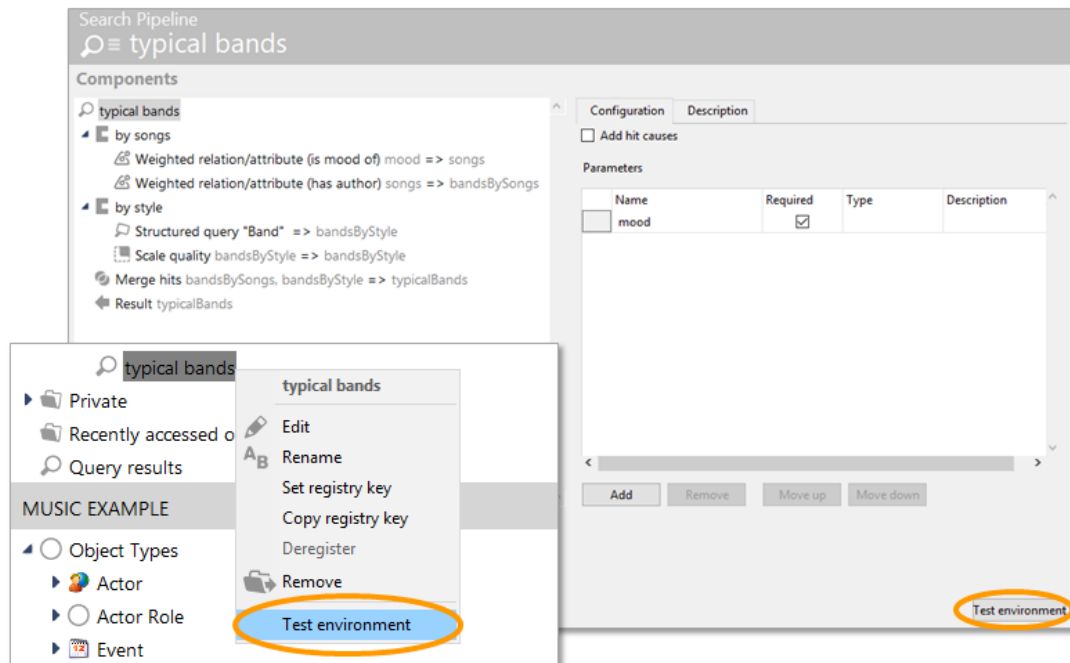 Search Pipeline
typical bands
Components
typical bands
by songs
Weighted relation/attribute (is mood of) mood => songs
Weighted relation/attribute (has author) songs => bandsBySongs
by style
Structured query "Band" => bandsByStyle
Scale quality bandsByStyle => bandsByStyle
Merge hits bandsBySongs, bandsByStyle => typicalBands
Result typicalBands
Configuration Description
Add hit causes
Parameters
Name Required Type Description
mood
Add Remove Move up Move down
Test environment
typical bands
Private
Recently accessed o
Query results
MUSIC EXAMPLE
Object Types
Actor
Actor Role
Event
typical bands
Edit
AB Rename
Set registry key
Copy registry key
Deregister
Remove
Test environment